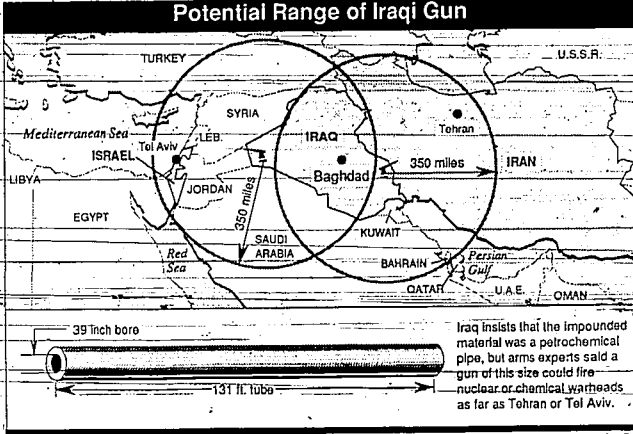 Potential Range of Iraqi Gun
TURKEY
U.S.S.R.
SYRIA
Tehran
Mediterranean Sea
LEB.
IRAQ
Tel Aviv
ISRAEL
350 miles
IRAN
Baghdad
LIBYA
JORDAN
350 miles
EGYPT
KUWAIT
SAUDI
ARABIA
Red
Sea
BAHRAIN
Persian
Gulf
QATAR
U.A.E.
OMAN
39 inch bore
131 ft. tube
Iraq insists that the impounded
material was a petrochemical
pipe, but arms experts said a
gun of this size could fire
nuclear or chemical warheads
as far as Tehran or Tel Aviv.